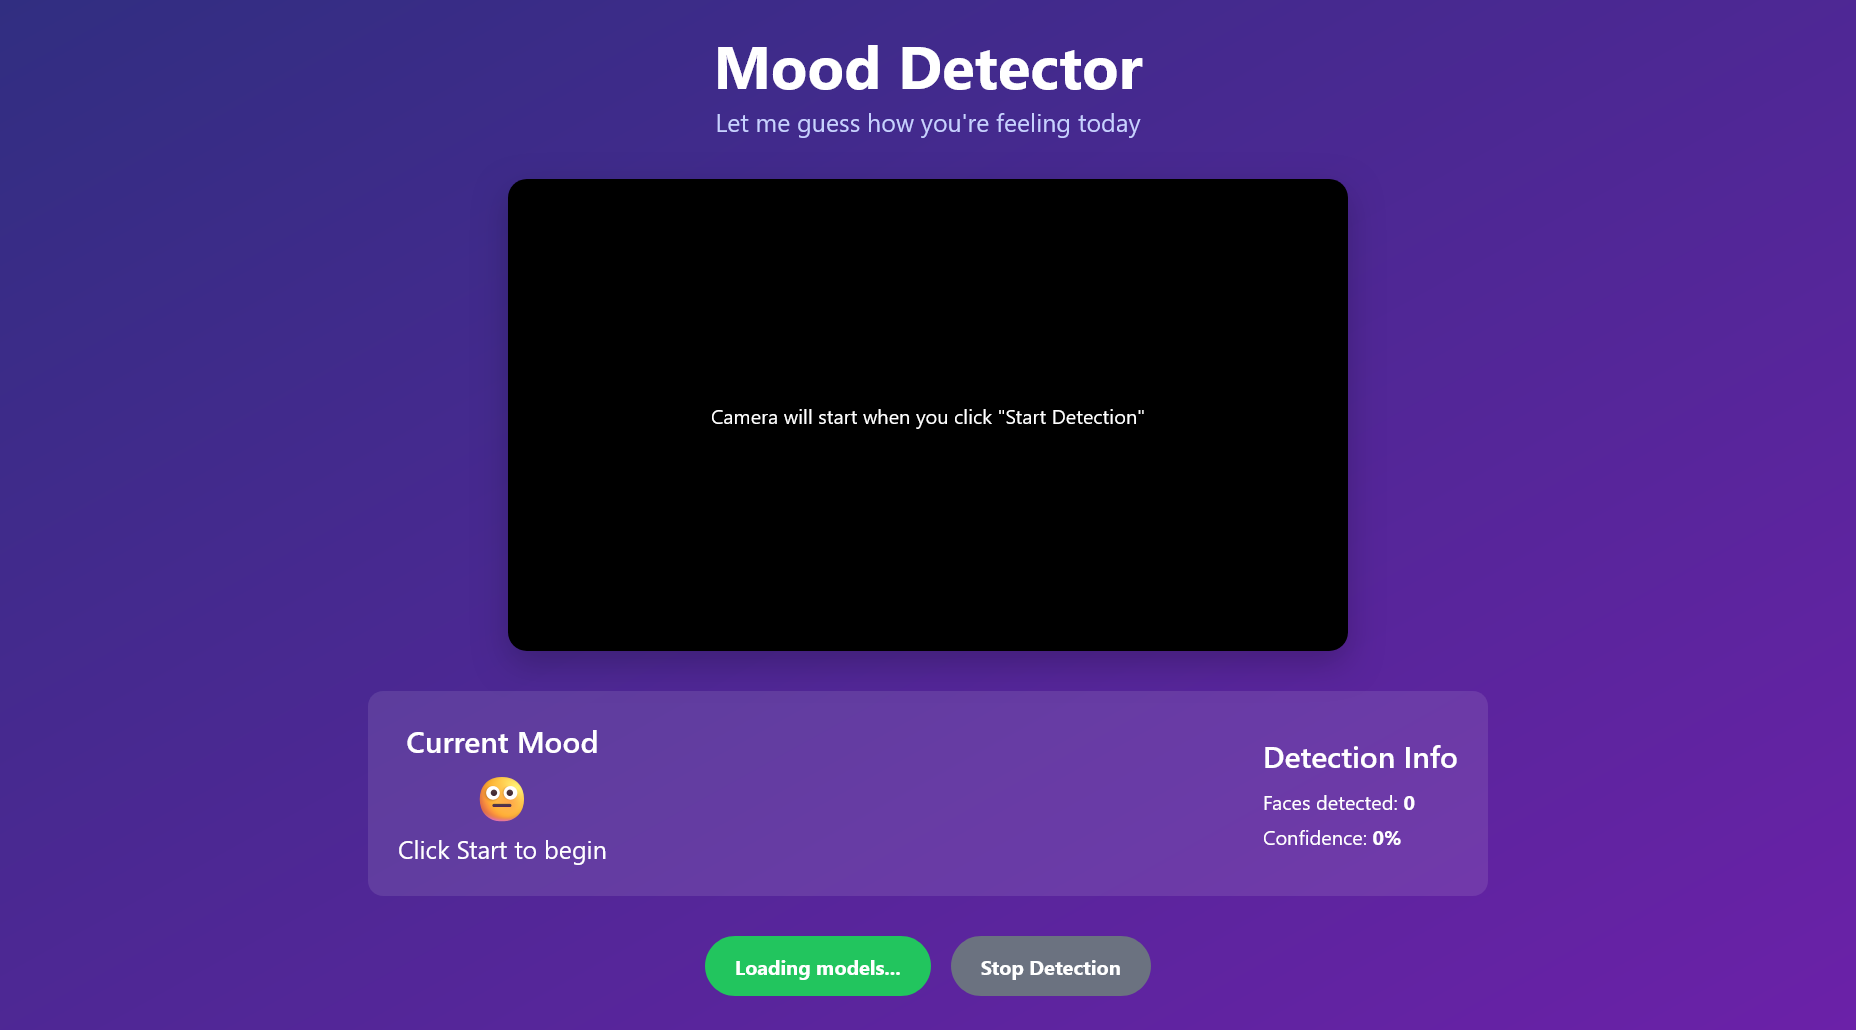 Mood Detector
Let me guess how you're feeling today
Camera will start when you click "Start Detection"
Current Mood
Click Start to begin
Detection Info
Faces detected: 0
Confidence: 0%
Loading models...
Stop Detection